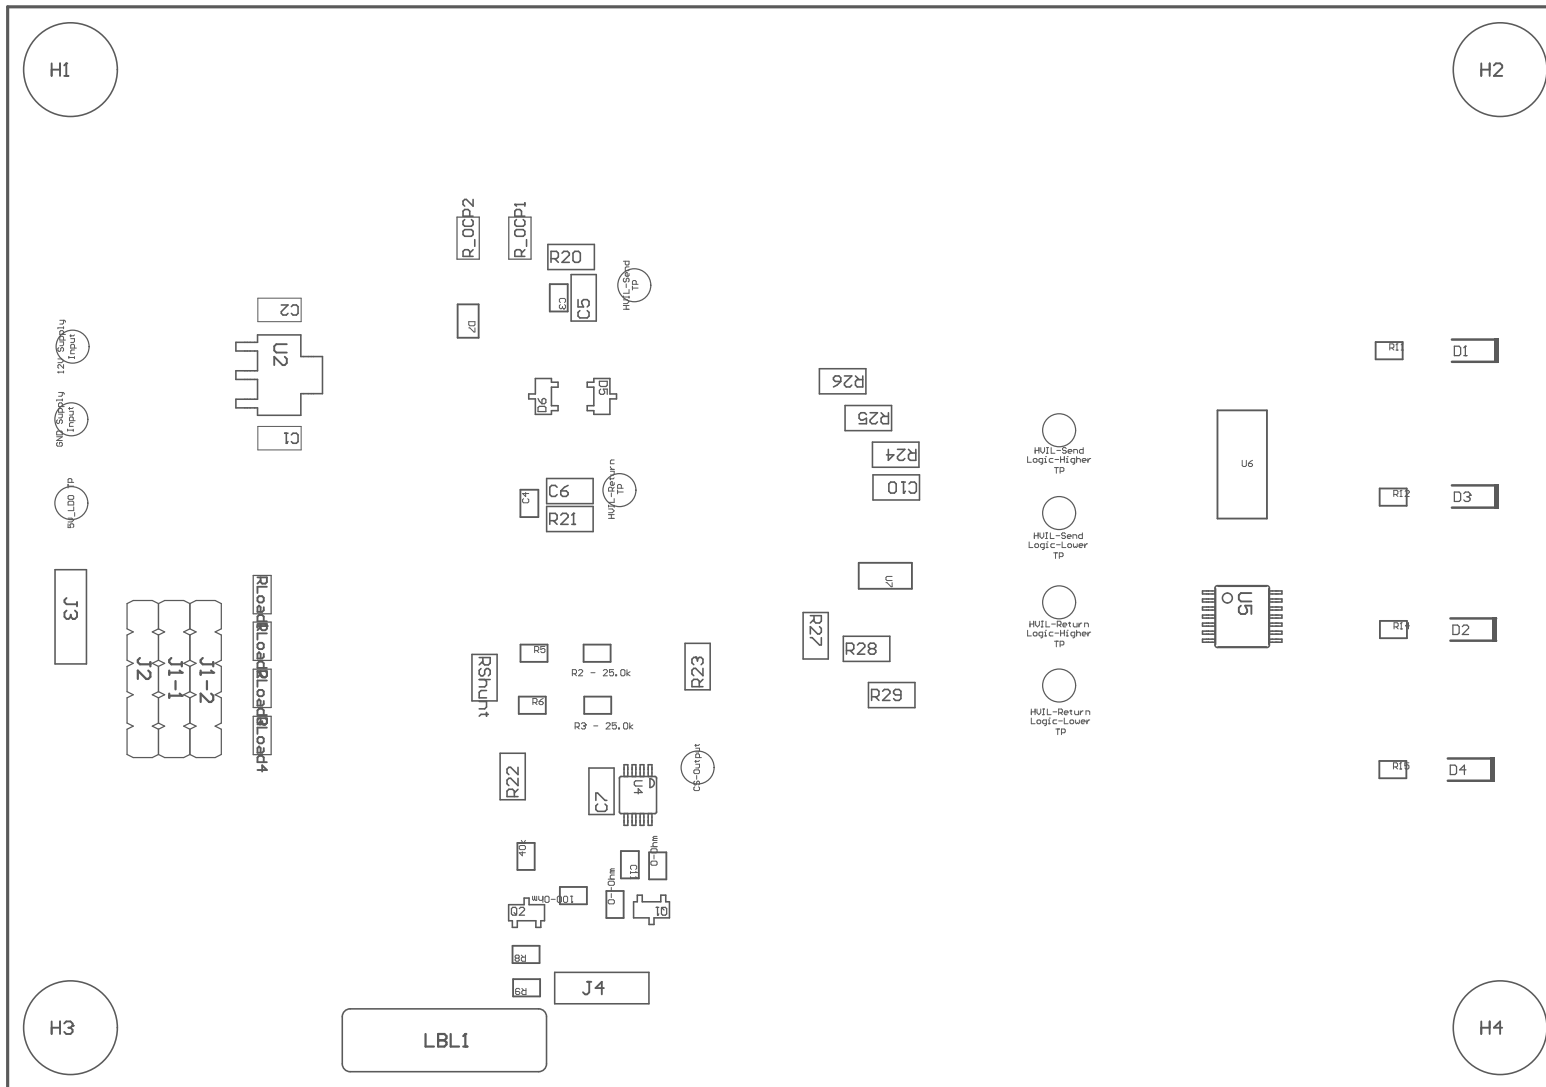 H1
H2
R_OCP2
R_OCP1
R20
HVIL-Send
TP
C3
C5
C2
D7
12V Supply
Input
U2
GND Supply
Input
C1
D6
D5
R26
R25
R24
C10
HVIL-Send
Logic-Higher
TP
U6
RI1
D1
RI2
D3
5V_LDO TP
C4
C6
R21
HVIL-Return
TP
HVIL-Send
Logic-Lower
TP
U7
U5
J3
J2
J1-1
J1-2
RLoad4
RShunt
R5
R2 - 25.0k
R6
R3 - 25.0k
R23
R27
R28
R29
HVIL-Return
Logic-Higher
TP
HVIL-Return
Logic-Lower
TP
RI4
D2
RI5
D4
R22
C7
U4
CS-Output
40k
C11
0-Ohm
0-Ohm
100-Ohm
Q2
Q1
R8
R9
J4
H3
LBL1
H4